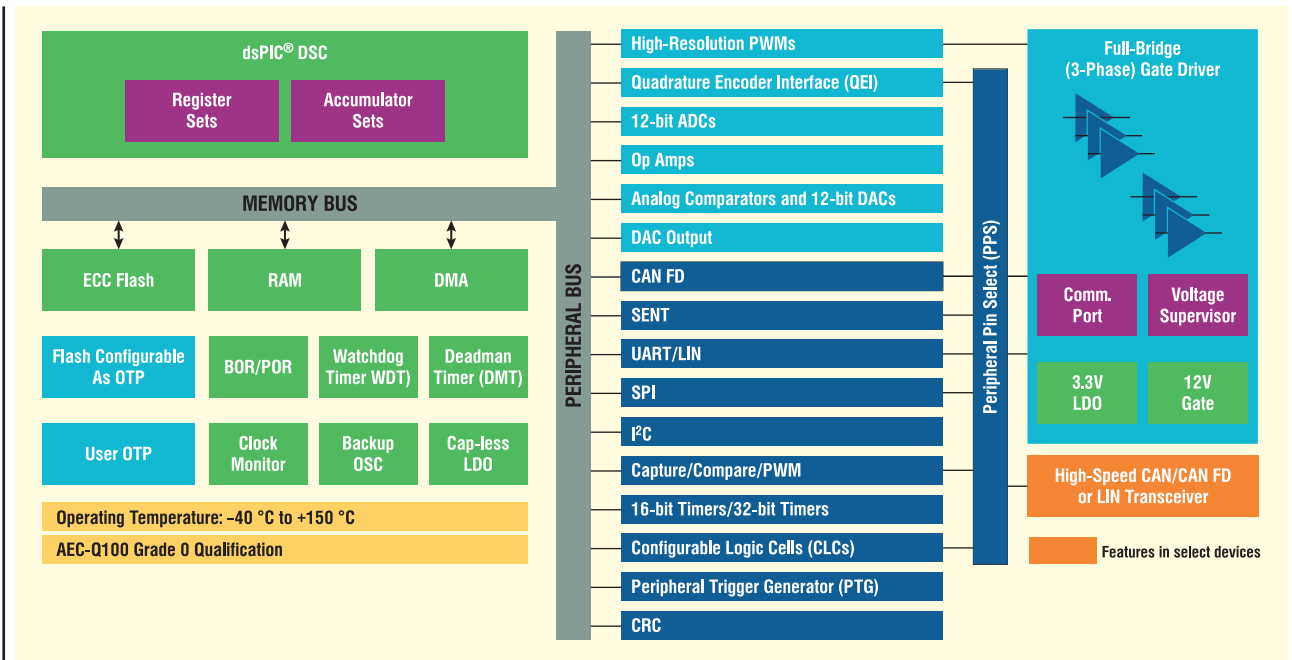 dsPIC® DSC
Register
Sets
Accumulator
Sets
MEMORY BUS
ECC Flash
RAM
DMA
Flash Configurable
As OTP
BOR/POR
Watchdog
Timer WDT)
Deadman
Timer (DMT)
User OTP
Clock
Monitor
Backup
OSC
Cap-less
LDO
Operating Temperature: –40 °C to +150 °C
AEC-Q100 Grade 0 Qualification
PERIPHERAL BUS
High-Resolution PWMs
Quadrature Encoder Interface (QEI)
12-bit ADCs
Op Amps
Analog Comparators and 12-bit DACs
DAC Output
CAN FD
SENT
UART/LIN
SPI
I²C
Capture/Compare/PWM
16-bit Timers/32-bit Timers
Configurable Logic Cells (CLCs)
Peripheral Trigger Generator (PTG)
CRC
Peripheral Pin Select (PPS)
Full-Bridge
(3-Phase) Gate Driver
Comm.
Port
Voltage
Supervisor
3.3V
LDO
12V
Gate
High-Speed CAN/CAN FD
or LIN Transceiver
Features in select devices